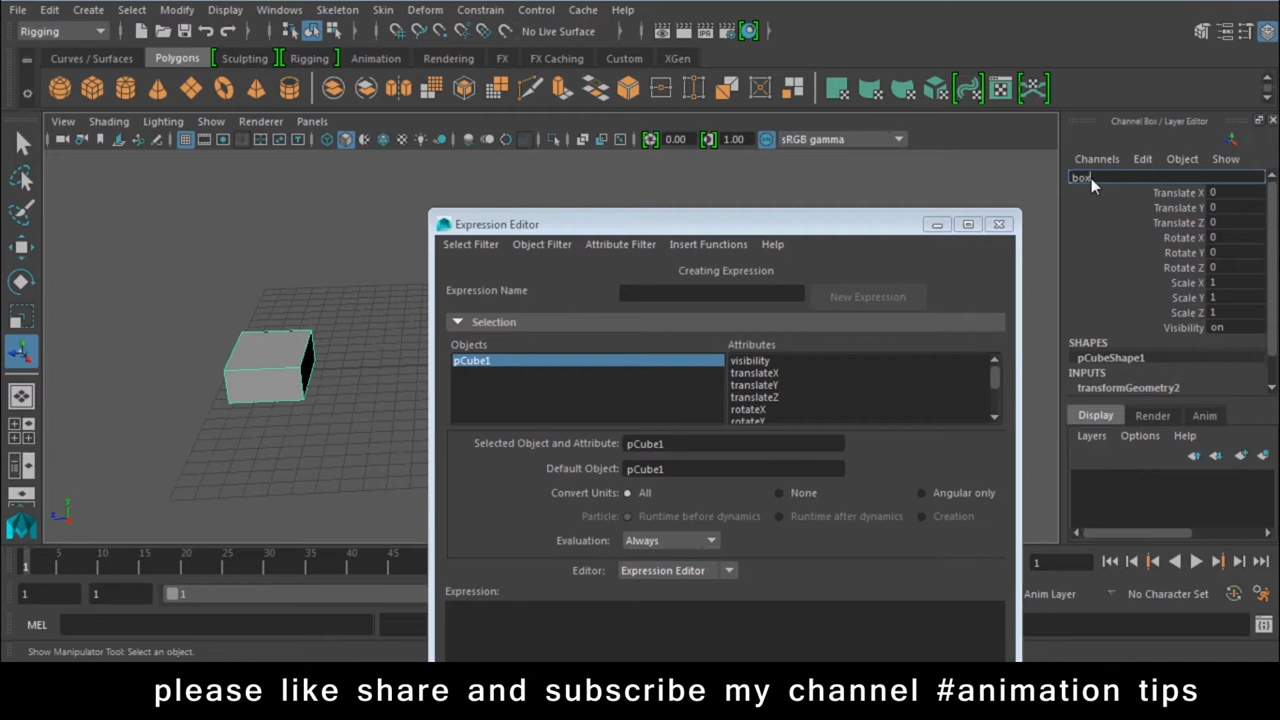 File Edit Create Select Modify Display Windows Skeleton Skin Deform Constrain Control Cache Help
Rigging No Live Surface
Curves / Surfaces Polygons Sculpting Rigging Animation Rendering FX FX Caching Custom XGen
View Shading Lighting Show Renderer Panels
0.00 1.00 sRGB gamma
Channel Box / Layer Editor
Channels Edit Object Show
box
Translate X 0
Translate Y 0
Translate Z 0
Rotate X 0
Rotate Y 0
Rotate Z 0
Scale X 1
Scale Y 1
Scale Z 1
Visibility on
SHAPES
pCubeShape1
INPUTS
transformGeometry2
Display Render Anim
Layers Options Help
Expression Editor
Select Filter Object Filter Attribute Filter Insert Functions Help
Creating Expression
Expression Name New Expression
Selection
Objects Attributes
pCube1 visibility
translateX
translateY
translateZ
rotateX
rotateY
Selected Object and Attribute: pCube1
Default Object: pCube1
Convert Units: All None Angular only
Particle: Runtime before dynamics Runtime after dynamics Creation
Evaluation: Always
Editor: Expression Editor
Expression:
5 10 15 20 25 30 35 40 45
1 1
1 1 1 Anim Layer No Character Set
MEL
Show Manipulator Tool: Select an object.
please like share and subscribe my channel #animation tips